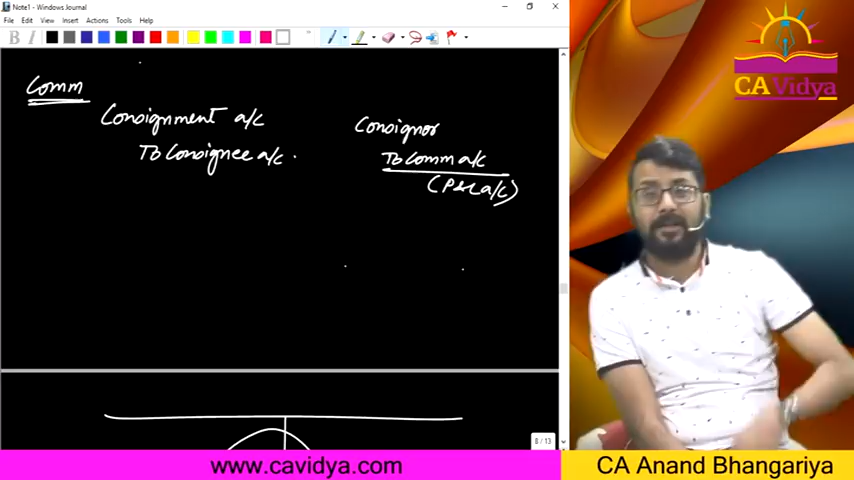 Note1 - Windows Journal
File Edit View Insert Actions Tools Help
B I
Comm
Consignment a/c
To Consignee a/c
Consignor
To Comm a/c
(P&L a/c)
8 / 13
CA Vidya
www.cavidya.com
CA Anand Bhangariya